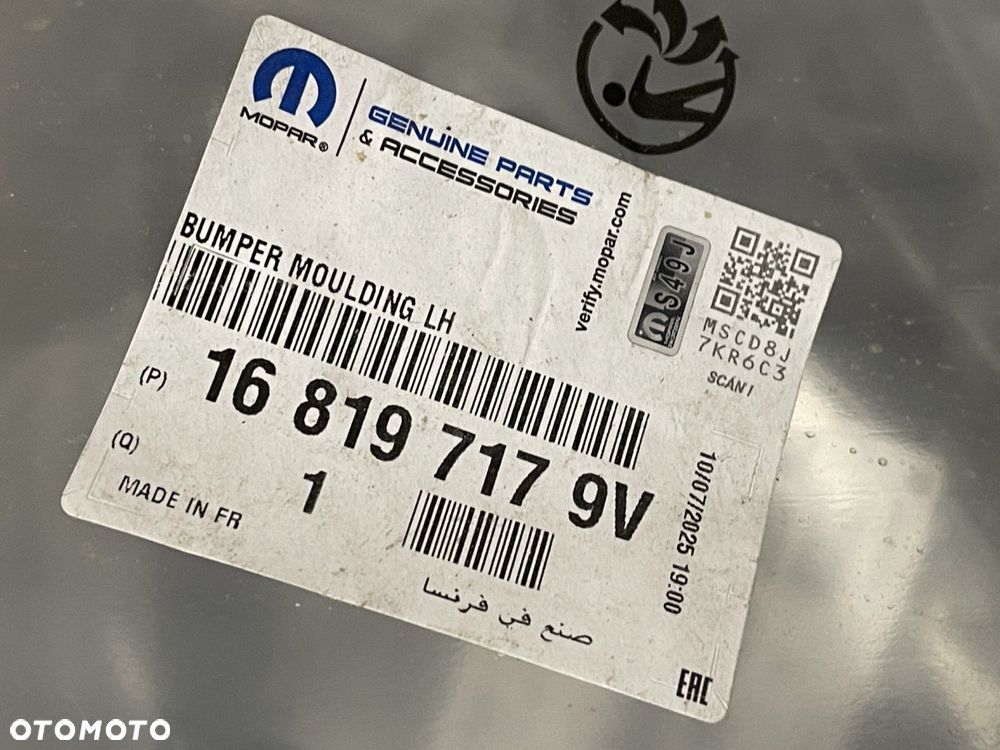 MOPAR®
GENUINE PARTS
& ACCESSORIES
verify.mopar.com
S49J
MSCD8J
7KR6C3
SCAN!
BUMPER MOULDING LH
(P)
16 819 717 9V
(Q)
1
MADE IN FR
10/07/2025 19:00
صنع في فرنسا
EAC
OTOMOTO